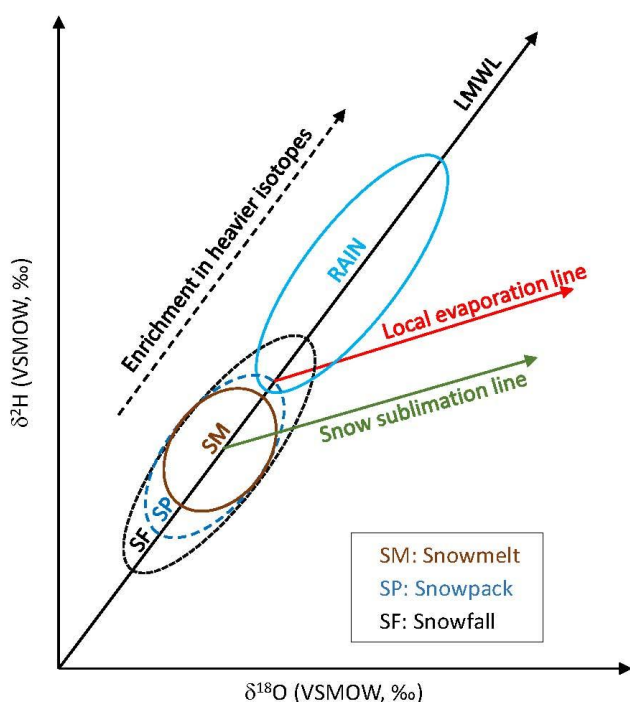 LMWL
Enrichment in heavier isotopes
RAIN
Local evaporation line
Snow sublimation line
SM
SP
SF
δ²H (VSMOW, ‰)
SM: Snowmelt
SP: Snowpack
SF: Snowfall
δ¹⁸O (VSMOW, ‰)